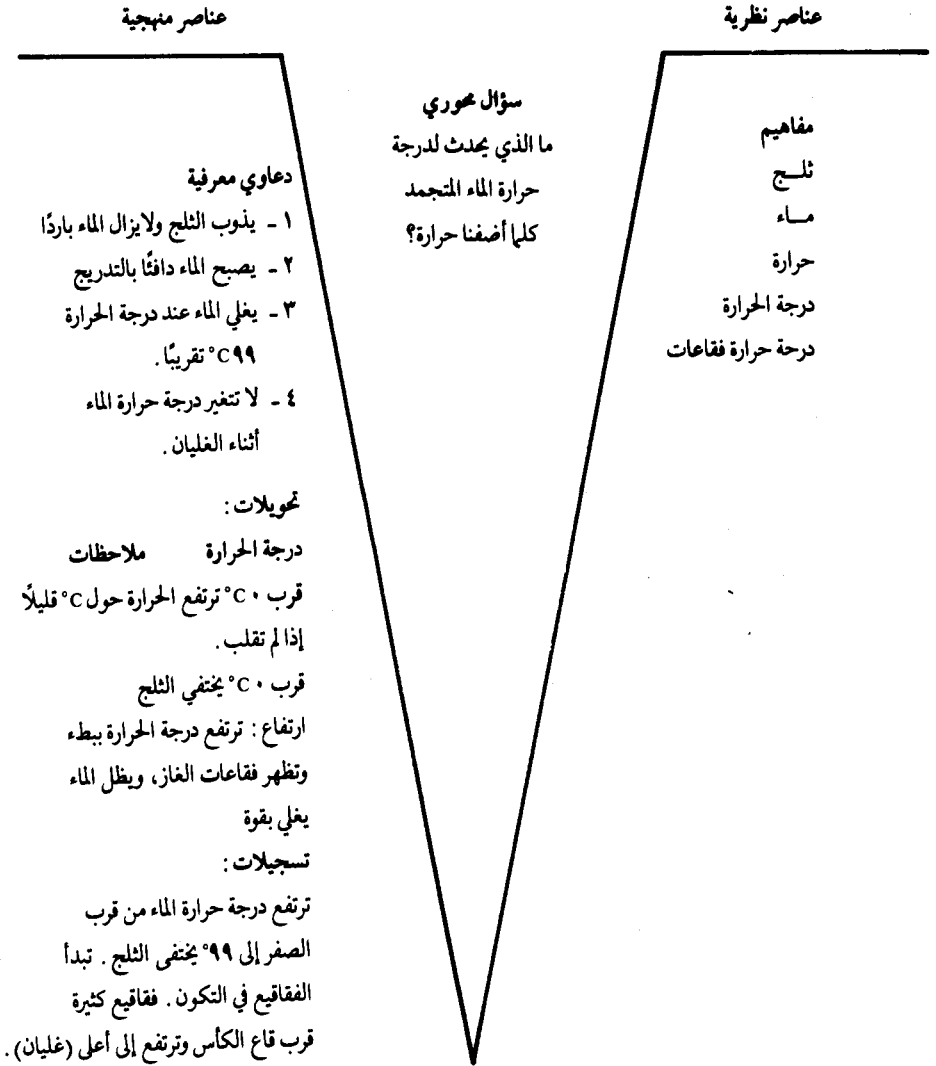 عناصر نظرية
مفاهيم
ثلـج
مـاء
حرارة
درجة الحرارة
درحة حرارة فقاعات
سؤال محوري
ما الذي يحدث لدرجة
حرارة الماء المتجمد
كلما أضفنا حرارة؟
عناصر منهجية
دعاوي معرفية
١ ـ يذوب الثلج ولايزال الماء باردًا
٢ ـ يصبح الماء دافئًا بالتدريج
٣ ـ يغلي الماء عند درجة الحرارة
٩٩°C تقريبًا.
٤ ـ لا تتغير درجة حرارة الماء
أثناء الغليان.
تحويلات:
درجة الحرارة ملاحظات
قرب ٠°C ترتفع الحرارة حول °C قليلًا
إذا لم تقلب.
قرب ٠°C يختفي الثلج
ارتفاع: ترتفع درجة الحرارة ببطء
وتظهر فقاعات الغاز، ويظل الماء
يغلي بقوة
تسجيلات:
ترتفع درجة حرارة الماء من قرب
الصفر إلى ٩٩° يختفى الثلج. تبدأ
الفقاقيع في التكون. فقاقيع كثيرة
قرب قاع الكأس وترتفع إلى أعلى (غليان).